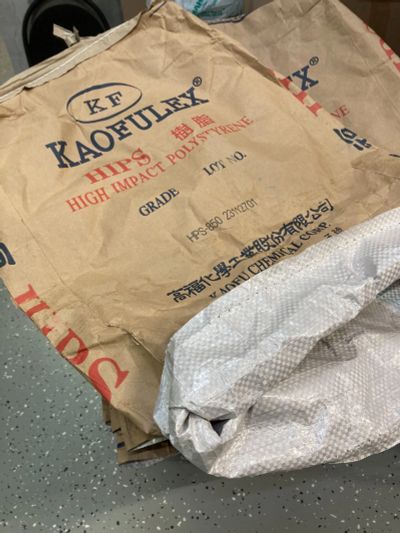 KF
KAOFULEX®
HIPS 樹脂
HIGH IMPACT POLYSTYRENE
GRADE LOT NO.
HPS-850 23112701
高福化學工業股份有限公司
KAOFU CHEMICAL CORP.